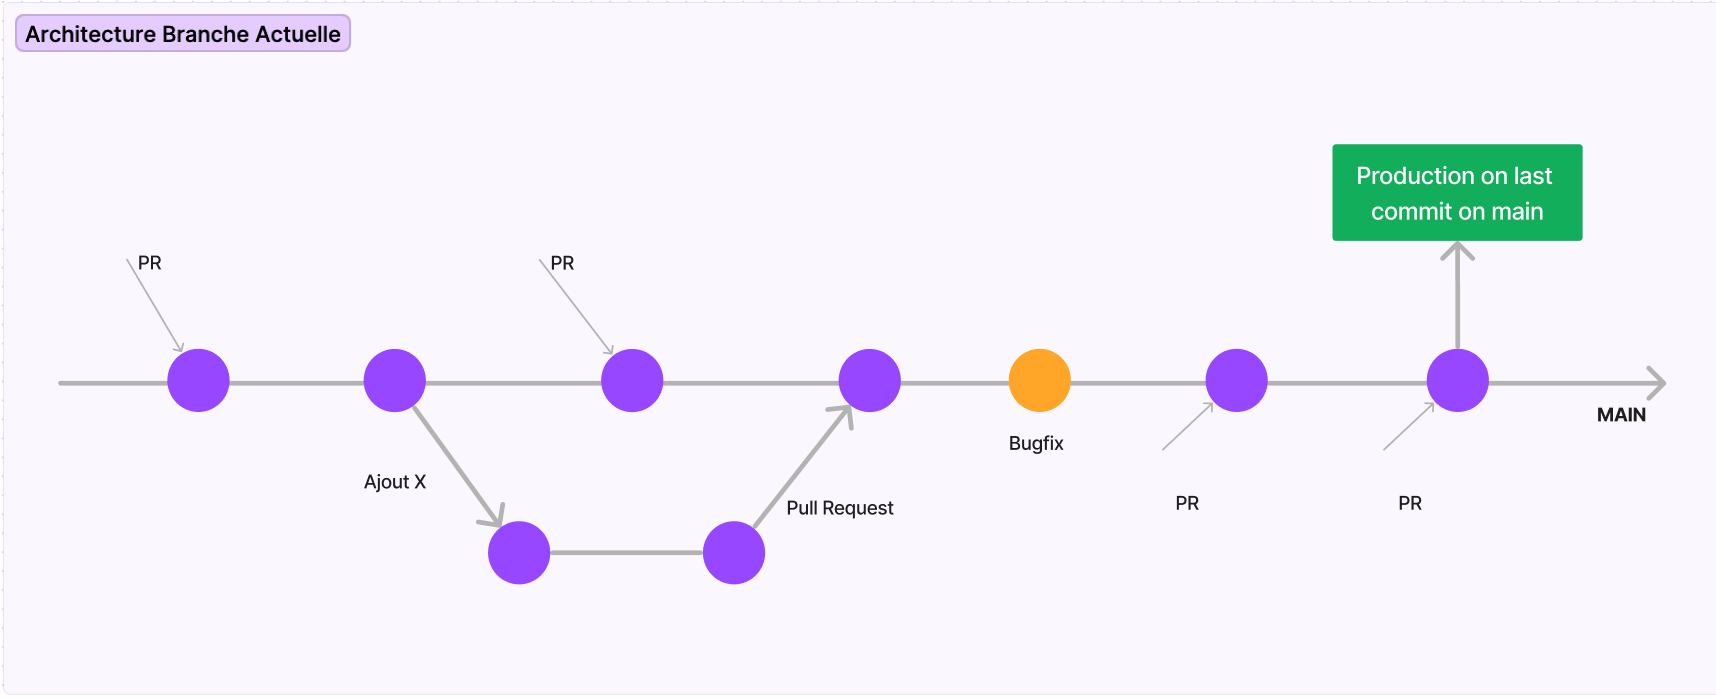 Architecture Branche Actuelle
Production on last
commit on main
PR
PR
MAIN
Bugfix
Ajout X
Pull Request
PR
PR